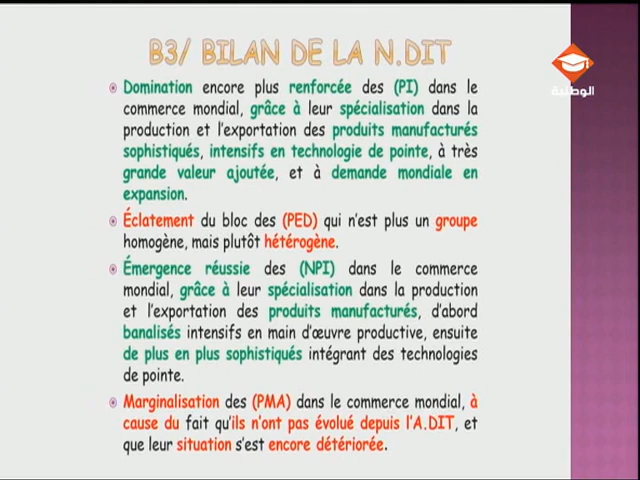 B3/ BILAN DE LA N.DIT
الوطنية
Domination encore plus renforcée des (PI) dans le
commerce mondial, grâce à leur spécialisation dans la
production et l'exportation des produits manufacturés
sophistiqués, intensifs en technologie de pointe, à très
grande valeur ajoutée, et à demande mondiale en
expansion.
Éclatement du bloc des (PED) qui n'est plus un groupe
homogène, mais plutôt hétérogène.
Émergence réussie des (NPI) dans le commerce
mondial, grâce à leur spécialisation dans la production
et l'exportation des produits manufacturés, d'abord
banalisés intensifs en main d'œuvre productive, ensuite
de plus en plus sophistiqués intégrant des technologies
de pointe.
Marginalisation des (PMA) dans le commerce mondial, à
cause du fait qu'ils n'ont pas évolué depuis l'A.DIT, et
que leur situation s'est encore détériorée.